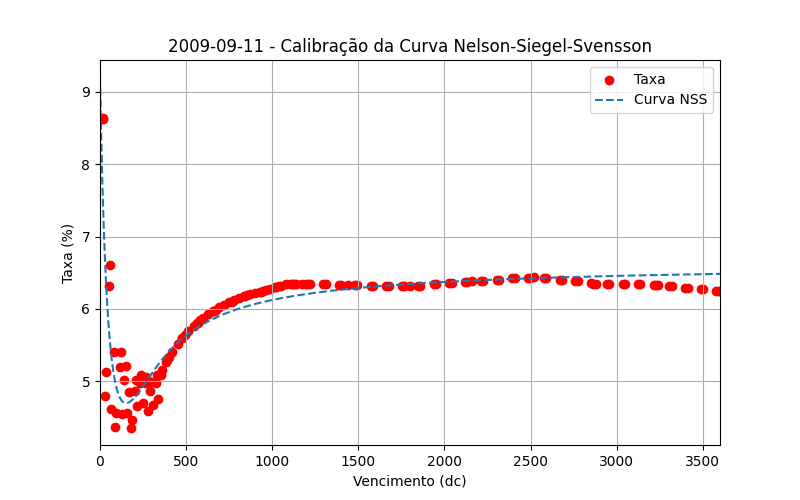 2009-09-11 - Calibração da Curva Nelson-Siegel-Svensson
Taxa
Curva NSS
Taxa (%)
9
8
7
6
5
0 500 1000 1500 2000 2500 3000 3500
Vencimento (dc)